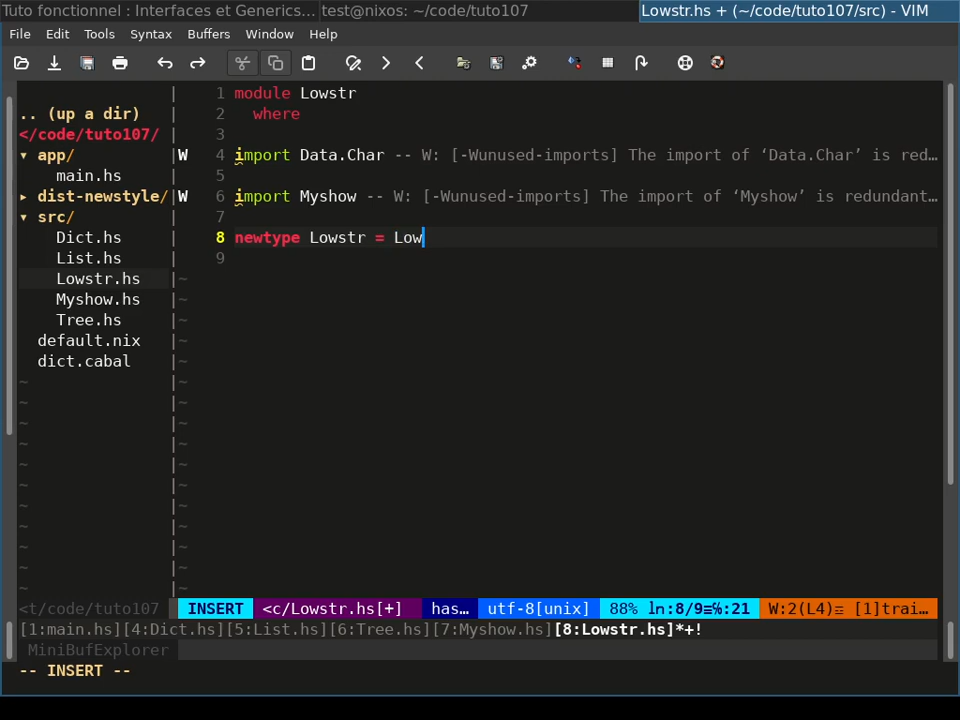 Tuto fonctionnel : Interfaces et Generics... test@nixos: ~/code/tuto107 Lowstr.hs + (~/code/tuto107/src) - VIM
File Edit Tools Syntax Buffers Window Help
1 module Lowstr
.. (up a dir) 2 where
</code/tuto107/ 3
▾ app/ W 4 import Data.Char -- W: [-Wunused-imports] The import of ‘Data.Char’ is red…
main.hs 5
▸ dist-newstyle/ W 6 import Myshow -- W: [-Wunused-imports] The import of ‘Myshow’ is redundant…
▾ src/ 7
Dict.hs 8 newtype Lowstr = Low
List.hs 9
Lowstr.hs ~
Myshow.hs ~
Tree.hs ~
default.nix ~
dict.cabal ~
~ ~
~ ~
~ ~
~ ~
~ ~
~ ~
~ ~
~ ~
~ ~
~ ~
~ ~
<t/code/tuto107 INSERT <c/Lowstr.hs[+] has… utf-8[unix] 88% ㏑:8/9≡℅:21 W:2(L4)☲ [1]trai…
[1:main.hs][4:Dict.hs][5:List.hs][6:Tree.hs][7:Myshow.hs][8:Lowstr.hs]*+!
MiniBufExplorer
-- INSERT --